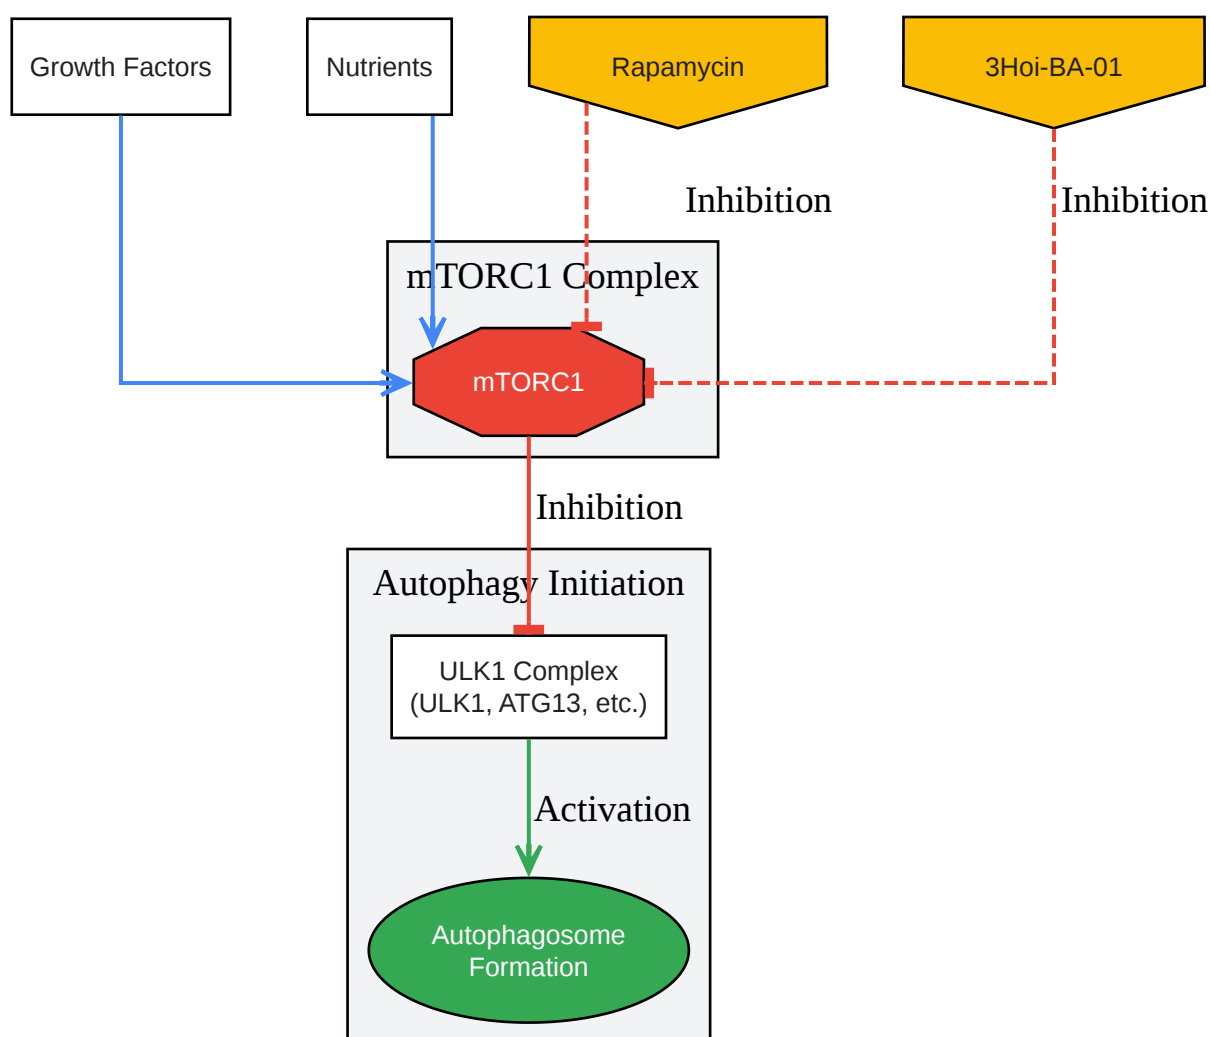 Growth Factors
Nutrients
Rapamycin
3Hoi-BA-01
Inhibition
Inhibition
mTORC1 Complex
mTORC1
Inhibition
Autophagy Initiation
ULK1 Complex
(ULK1, ATG13, etc.)
Activation
Autophagosome
Formation